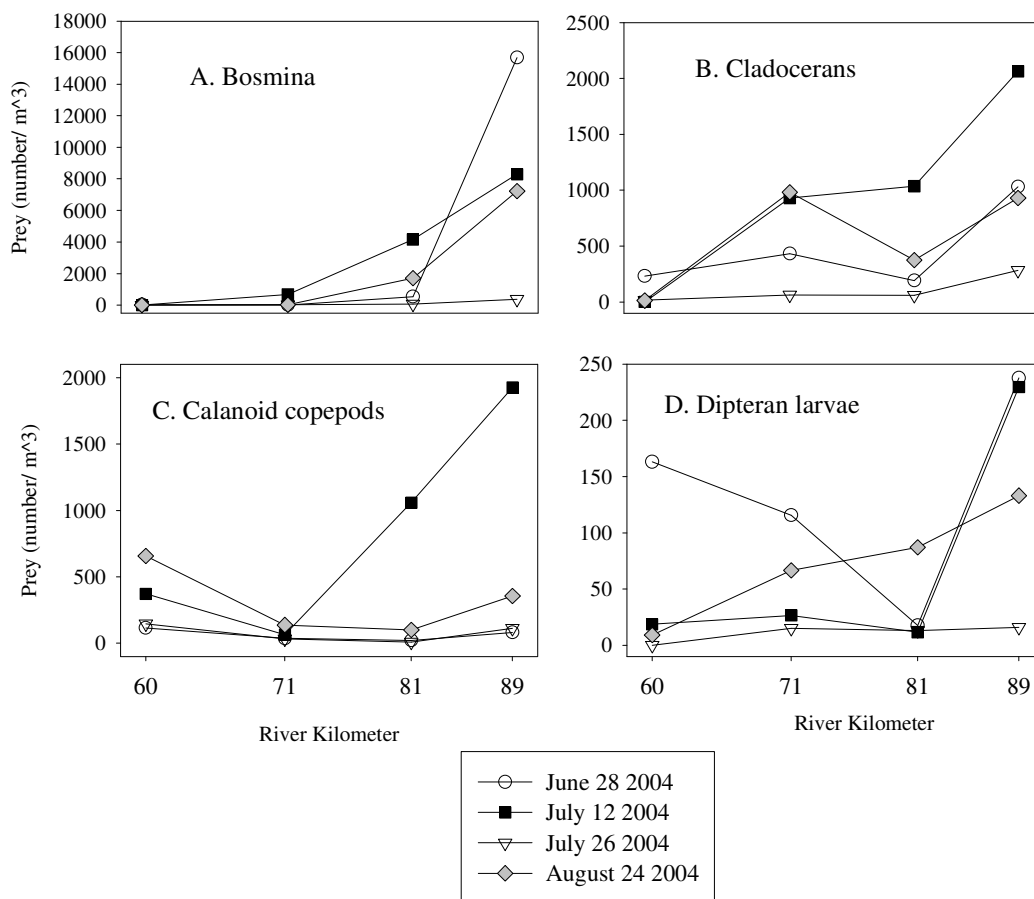 A. Bosmina
Prey (number/ m^3)
18000
16000
14000
12000
10000
8000
6000
4000
2000
0
B. Cladocerans
2500
2000
1500
1000
500
0
C. Calanoid copepods
Prey (number/ m^3)
2000
1500
1000
500
0
60 71 81 89
River Kilometer
D. Dipteran larvae
250
200
150
100
50
0
60 71 81 89
River Kilometer
June 28 2004
July 12 2004
July 26 2004
August 24 2004